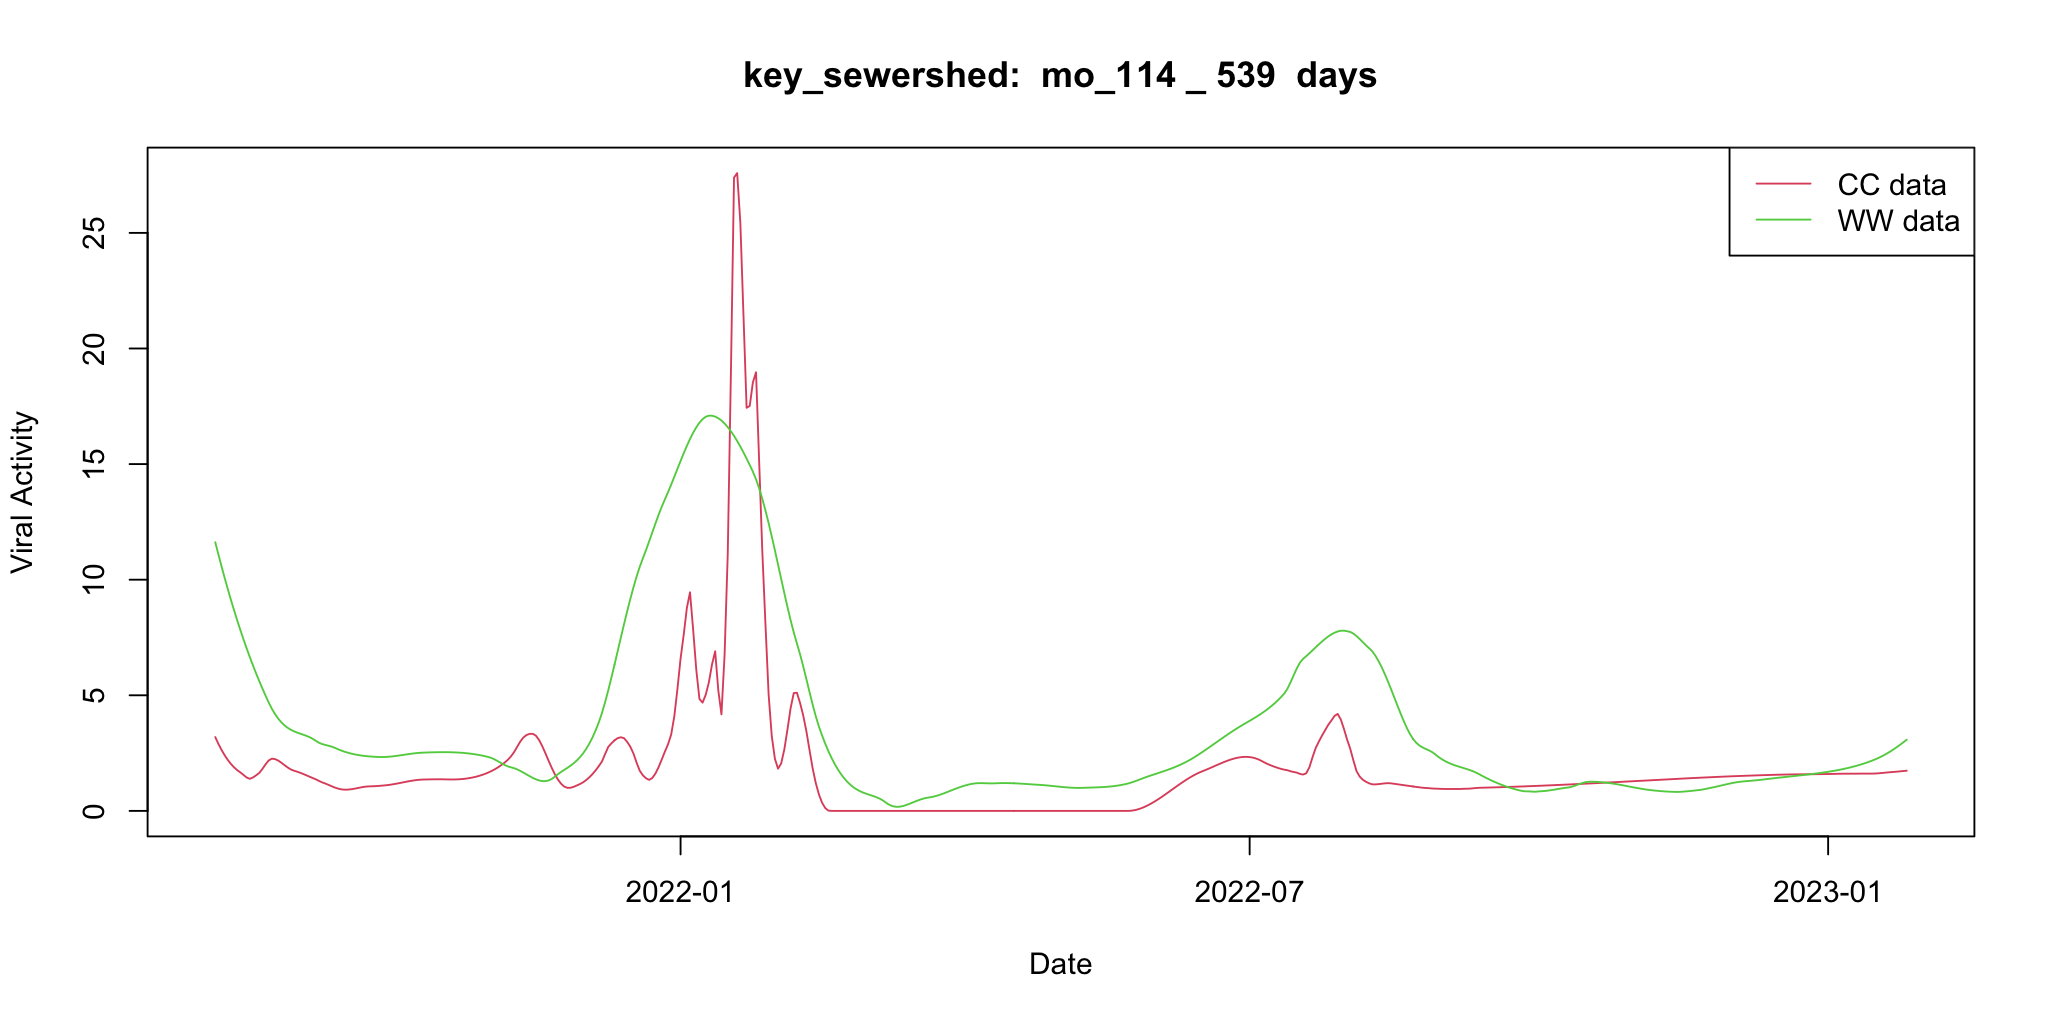 key_sewershed:  mo_114 _ 539  days
CC data
WW data
Viral Activity
25
20
15
10
5
0
2022-01
2022-07
2023-01
Date